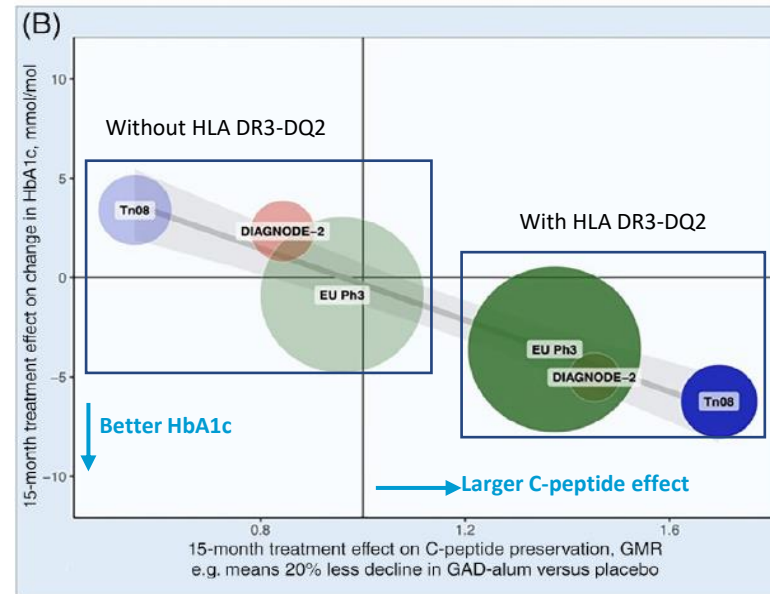 (B)
15-month treatment effect on change in HbA1c, mmol/mol
10
5
0
−5
−10
Without HLA DR3-DQ2
With HLA DR3-DQ2
Tn08
DIAGNODE−2
EU Ph3
EU Ph3
DIAGNODE−2
Tn08
Better HbA1c
Larger C-peptide effect
0.8
1.2
1.6
15-month treatment effect on C-peptide preservation, GMR
e.g. means 20% less decline in GAD-alum versus placebo